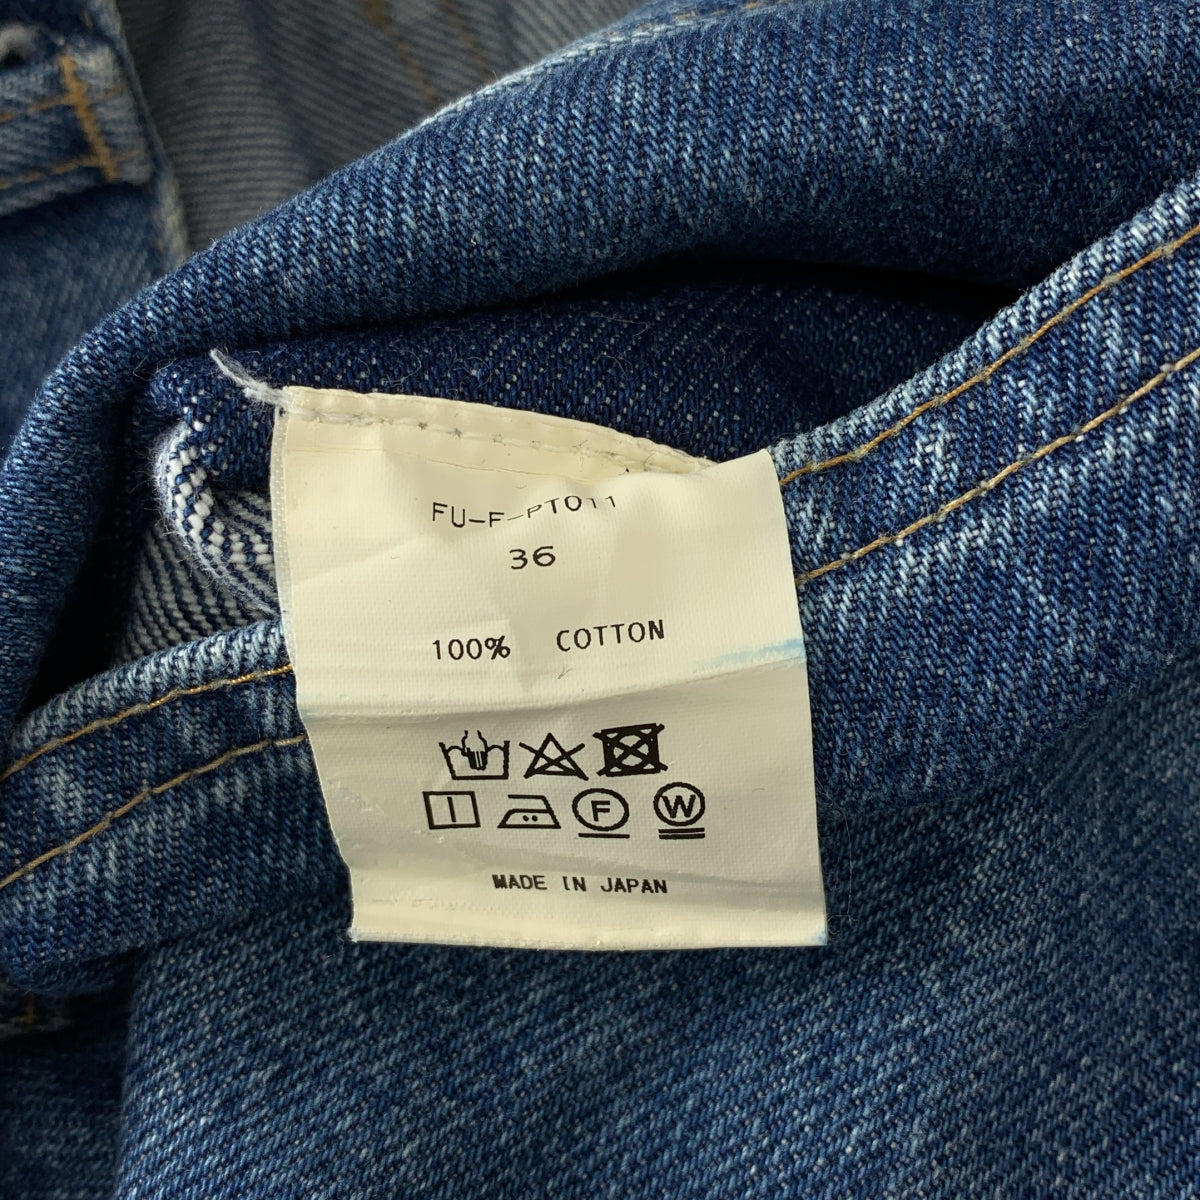 FU-F-PT011
36
100% COTTON
F W
MADE IN JAPAN